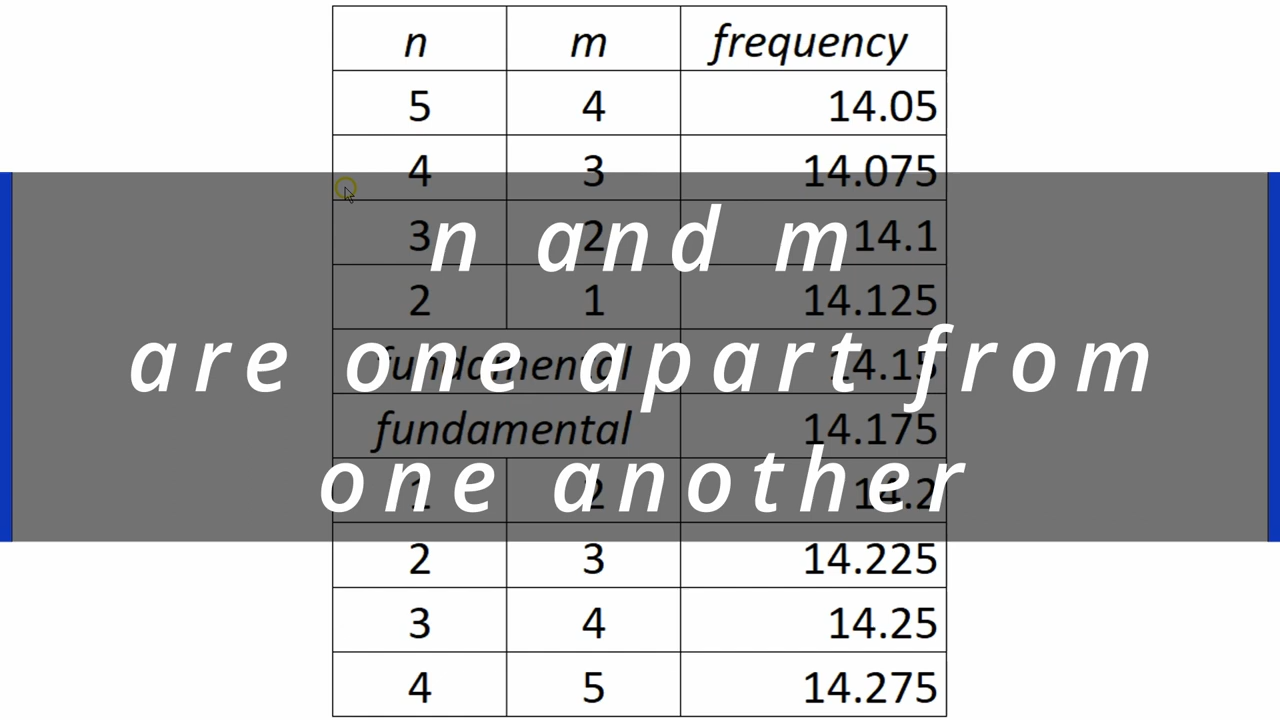 n m frequency
5 4 14.05
4 3 14.075
3 2 14.1
2 1 14.125
fundamental 14.15
fundamental 14.175
1 2 14.2
2 3 14.225
3 4 14.25
4 5 14.275
n and m
are one apart from
one another